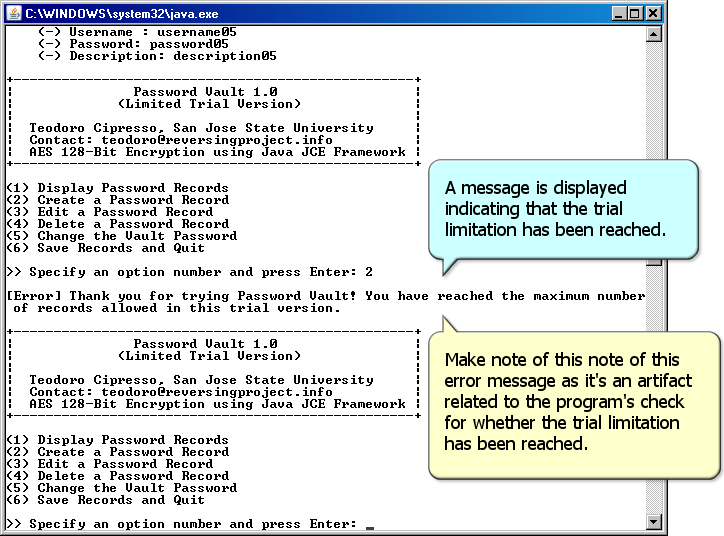 C:\WINDOWS\system32\java.exe
(-) Username : username05
(-) Password: password05
(-) Description: description05
Password Vault 1.0
(Limited Trial Version)
Teodoro Cipresso, San Jose State University
Contact: teodoro@reversingproject.info
AES 128-Bit Encryption using Java JCE Framework
(1) Display Password Records
(2) Create a Password Record
(3) Edit a Password Record
(4) Delete a Password Record
(5) Change the Vault Password
(6) Save Records and Quit
>> Specify an option number and press Enter: 2
[Error] Thank you for trying Password Vault! You have reached the maximum number
of records allowed in this trial version.
Password Vault 1.0
(Limited Trial Version)
Teodoro Cipresso, San Jose State University
Contact: teodoro@reversingproject.info
AES 128-Bit Encryption using Java JCE Framework
(1) Display Password Records
(2) Create a Password Record
(3) Edit a Password Record
(4) Delete a Password Record
(5) Change the Vault Password
(6) Save Records and Quit
>> Specify an option number and press Enter: _
A message is displayed
indicating that the trial
limitation has been reached.
Make note of this note of this
error message as it's an artifact
related to the program's check
for whether the trial limitation
has been reached.